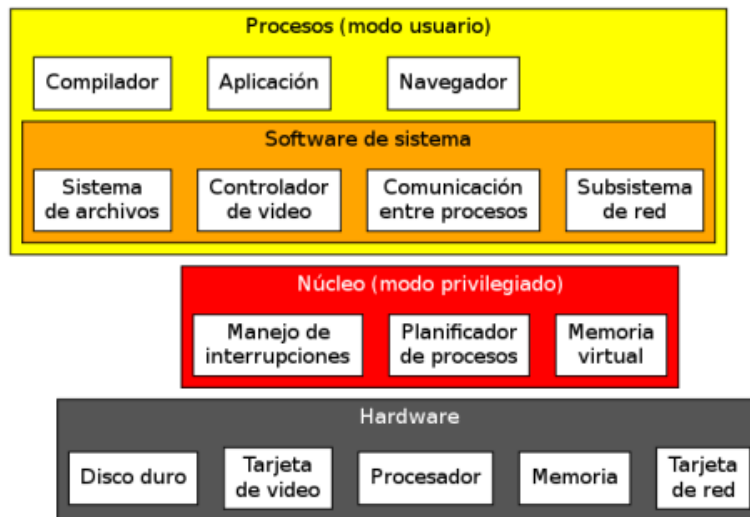 Procesos (modo usuario)
Compilador
Aplicación
Navegador
Software de sistema
Sistema
de archivos
Controlador
de video
Comunicación
entre procesos
Subsistema
de red
Núcleo (modo privilegiado)
Manejo de
interrupciones
Planificador
de procesos
Memoria
virtual
Hardware
Disco duro
Tarjeta
de video
Procesador
Memoria
Tarjeta
de red